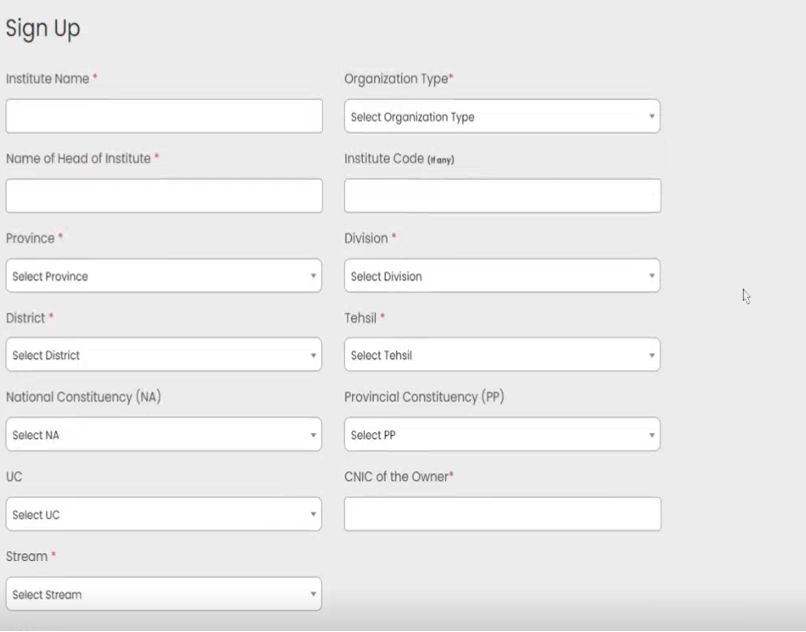 Sign Up
Institute Name * Organization Type*
Select Organization Type
Name of Head of Institute * Institute Code (If any)
Province * Division *
Select Province Select Division
District * Tehsil *
Select District Select Tehsil
National Constituency (NA) Provincial Constituency (PP)
Select NA Select PP
UC CNIC of the Owner*
Select UC
Stream *
Select Stream